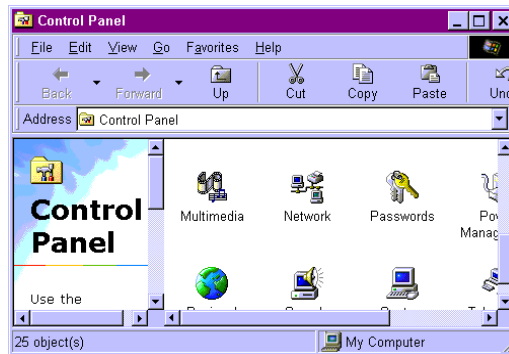 Control Panel
File Edit View Go Favorites Help
Back Forward Up Cut Copy Paste
Address Control Panel
Control
Panel
Use the
Multimedia Network Passwords
25 object(s) My Computer